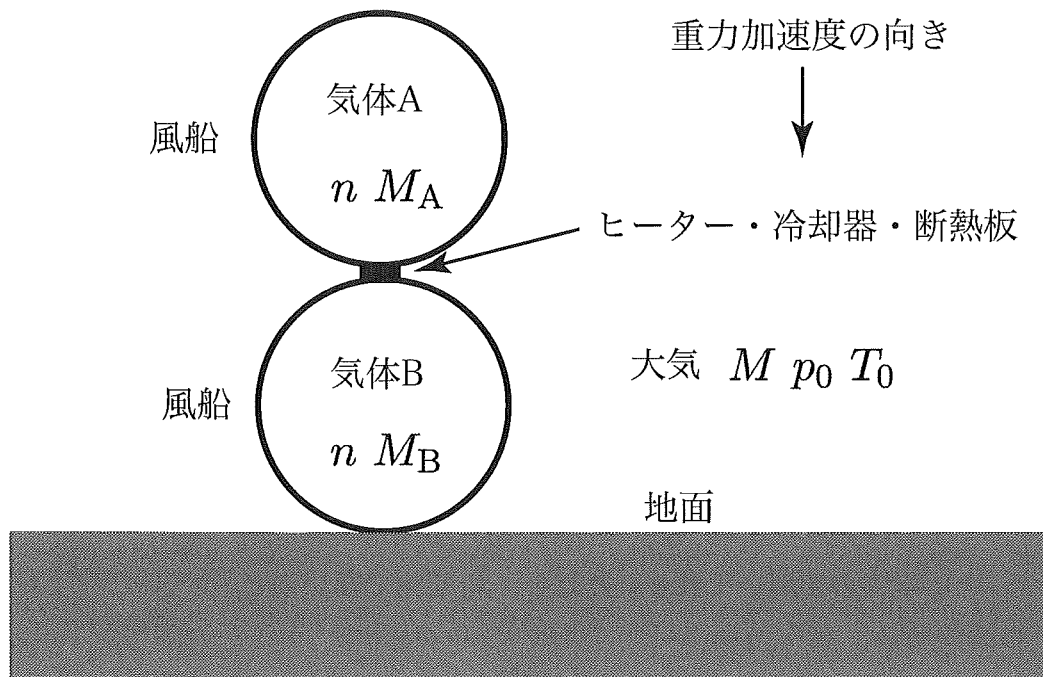 重力加速度の向き
気体A
風船
n M_A
ヒーター・冷却器・断熱板
気体B
大気 M p_0 T_0
風船
n M_B
地面